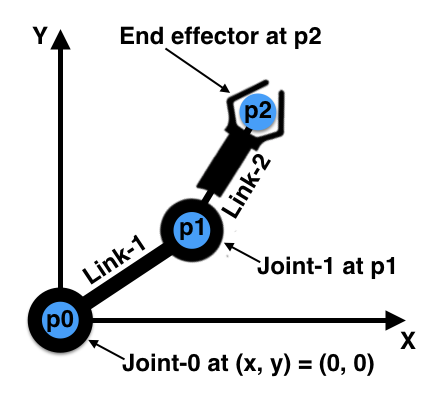 Y
End effector at p2
p2
Link-2
Link-1
p1
Joint-1 at p1
p0
X
Joint-0 at (x, y) = (0, 0)